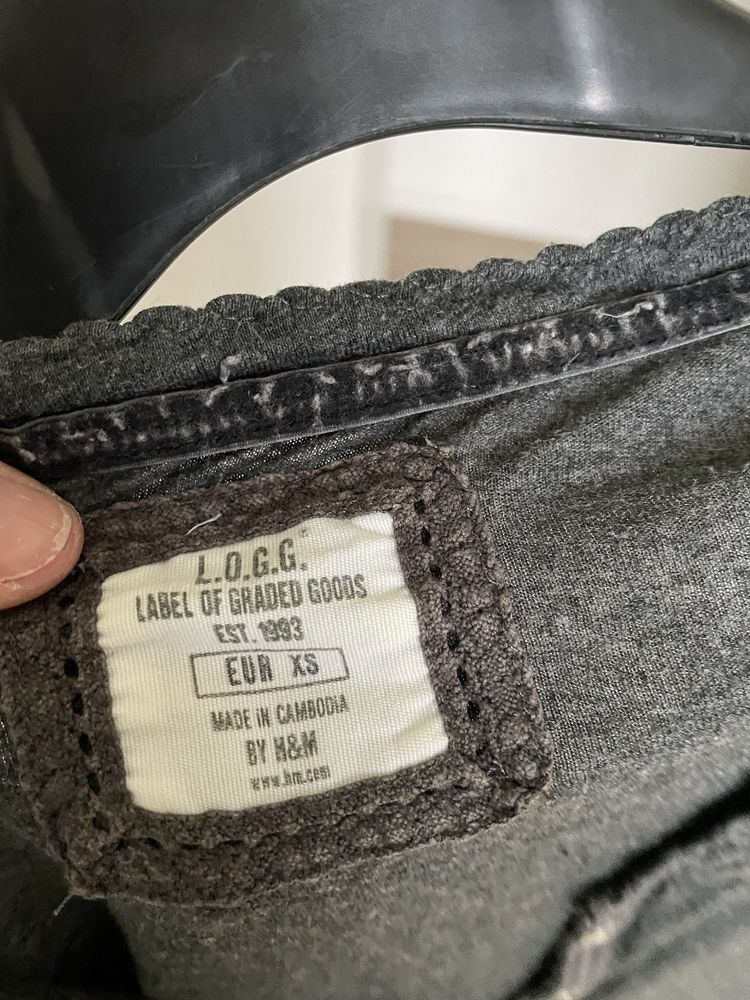 L.O.G.G.
LABEL OF GRADED GOODS
EST. 1993
EUR XS
MADE IN CAMBODIA
BY H&M
www.hm.com